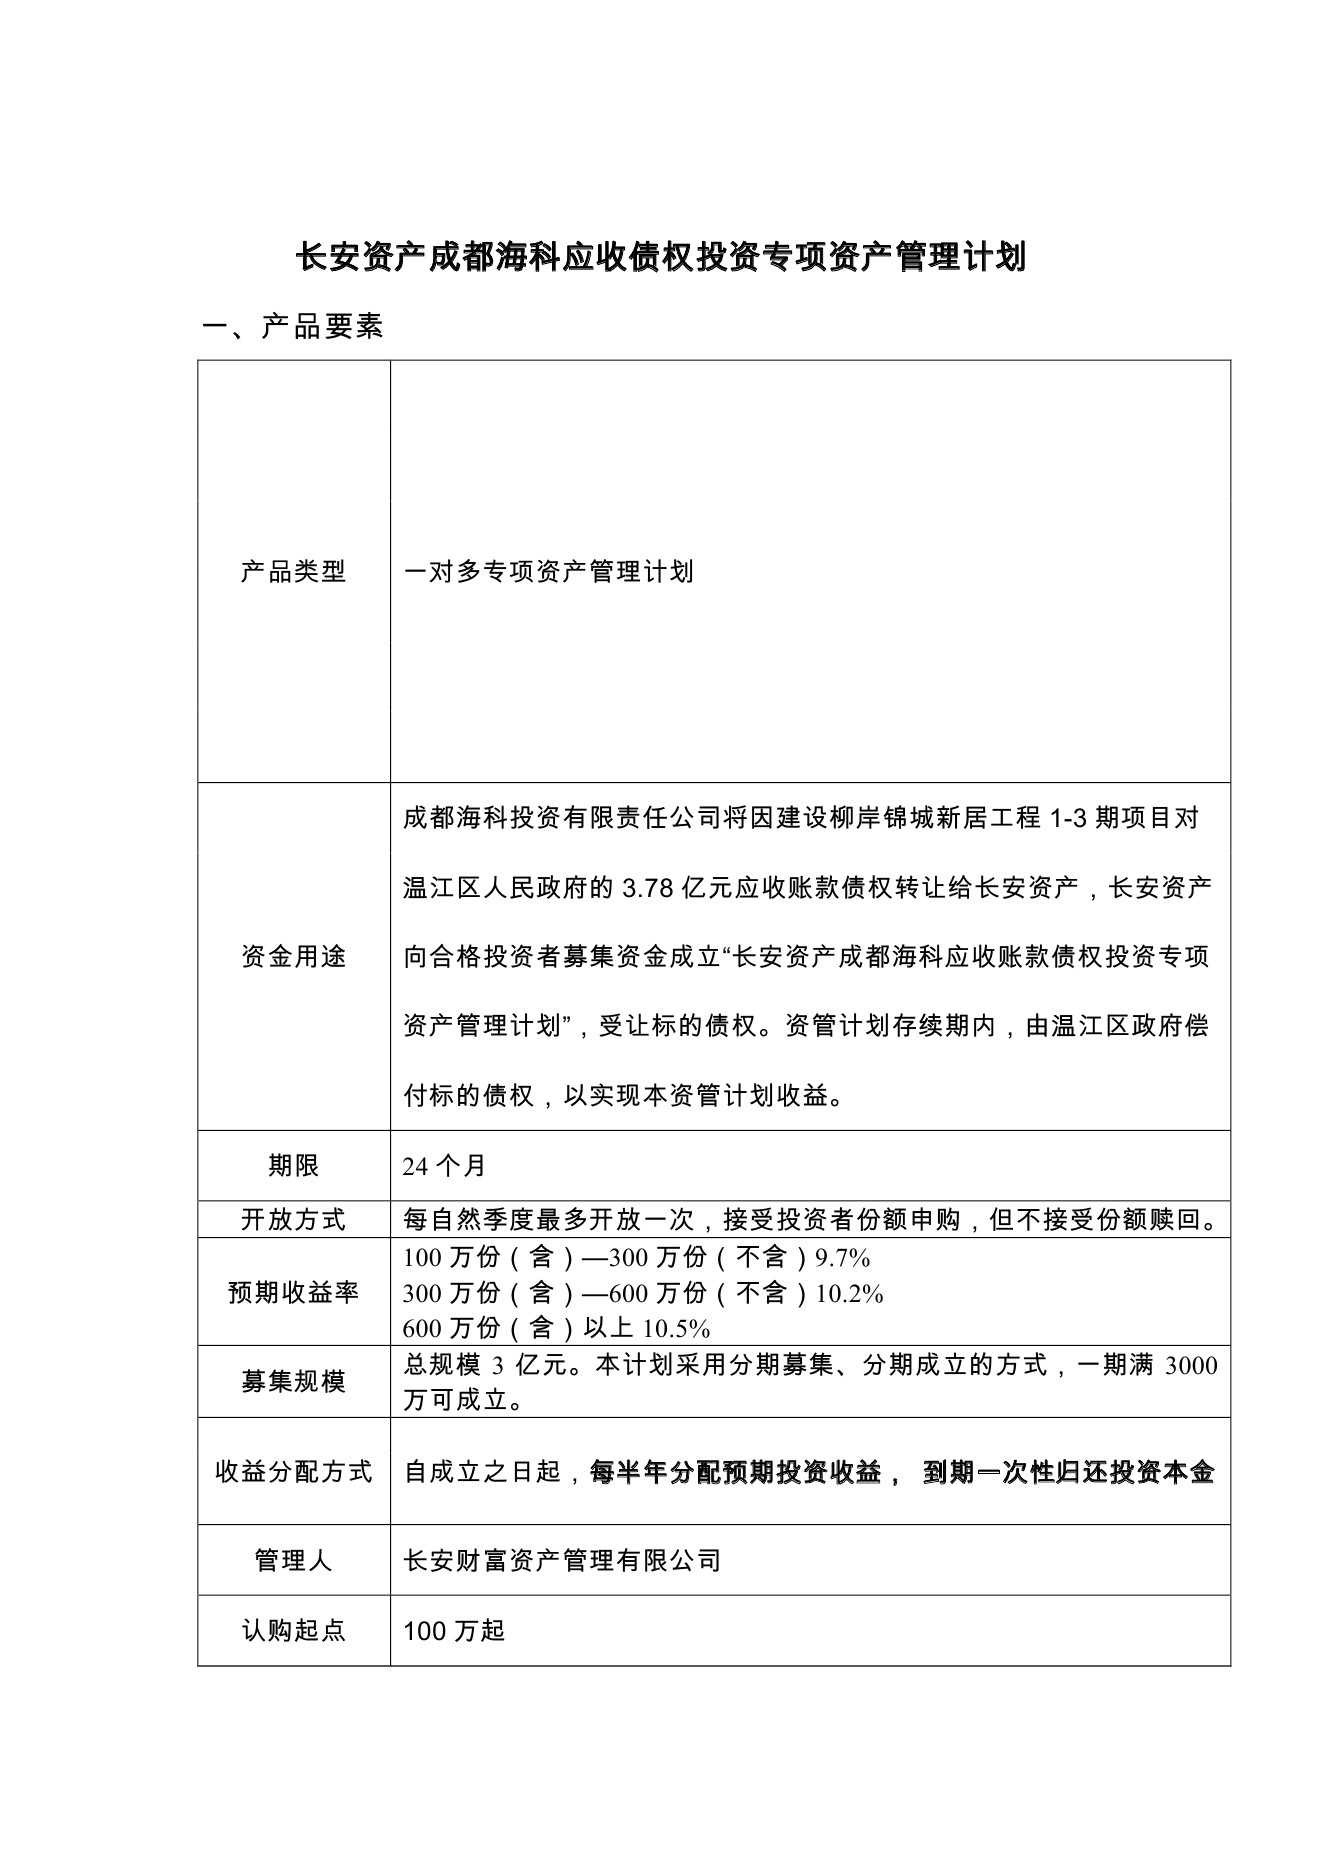 长安资产成都海科应收债权投资专项资产管理计划
一、产品要素
产品类型
一对多专项资产管理计划
资金用途
成都海科投资有限责任公司将因建设柳岸锦城新居工程 1-3 期项目对
温江区人民政府的 3.78 亿元应收账款债权转让给长安资产，长安资产
向合格投资者募集资金成立“长安资产成都海科应收账款债权投资专项
资产管理计划”，受让标的债权。资管计划存续期内，由温江区政府偿
付标的债权，以实现本资管计划收益。
期限
24 个月
开放方式
每自然季度最多开放一次，接受投资者份额申购，但不接受份额赎回。
预期收益率
100 万份（含）—300 万份（不含）9.7%
300 万份（含）—600 万份（不含）10.2%
600 万份（含）以上 10.5%
募集规模
总规模 3 亿元。本计划采用分期募集、分期成立的方式，一期满 3000
万可成立。
收益分配方式
自成立之日起，每半年分配预期投资收益， 到期一次性归还投资本金
管理人
长安财富资产管理有限公司
认购起点
100 万起